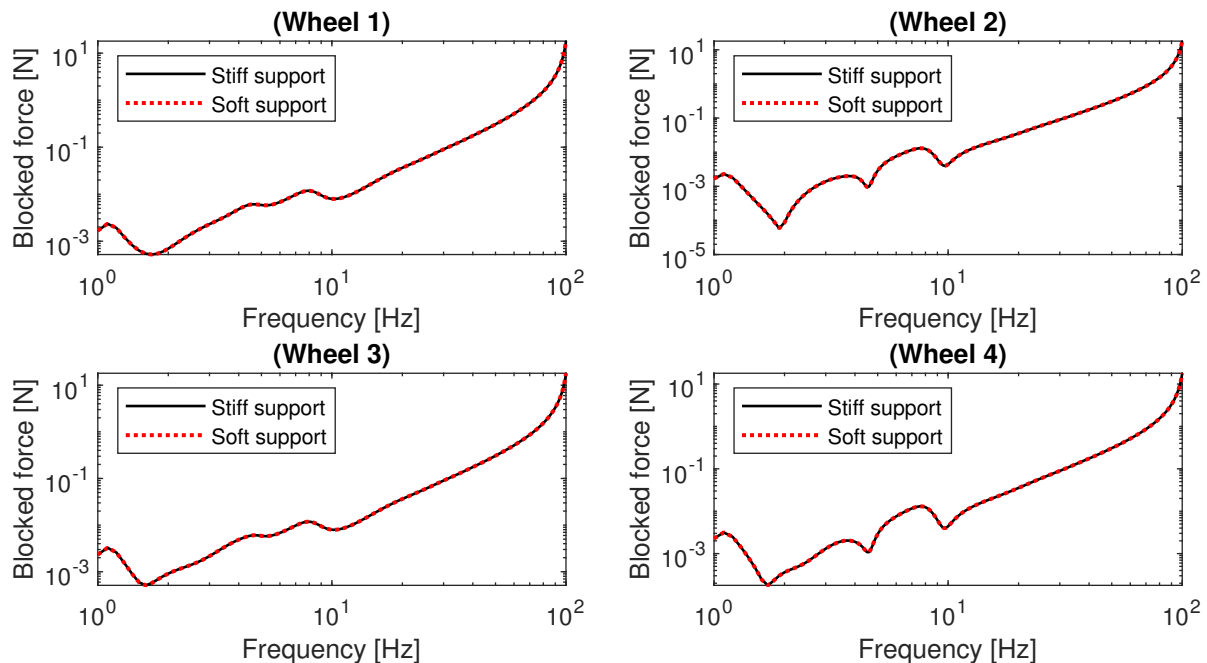 (Wheel 1)
Blocked force [N]
10^1
10^-1
10^-3
Stiff support
Soft support
10^0
10^1
10^2
Frequency [Hz]
(Wheel 2)
Blocked force [N]
10^1
10^-1
10^-3
10^-5
Stiff support
Soft support
10^0
10^1
10^2
Frequency [Hz]
(Wheel 3)
Blocked force [N]
10^1
10^-1
10^-3
Stiff support
Soft support
10^0
10^1
10^2
Frequency [Hz]
(Wheel 4)
Blocked force [N]
10^1
10^-1
10^-3
Stiff support
Soft support
10^0
10^1
10^2
Frequency [Hz]